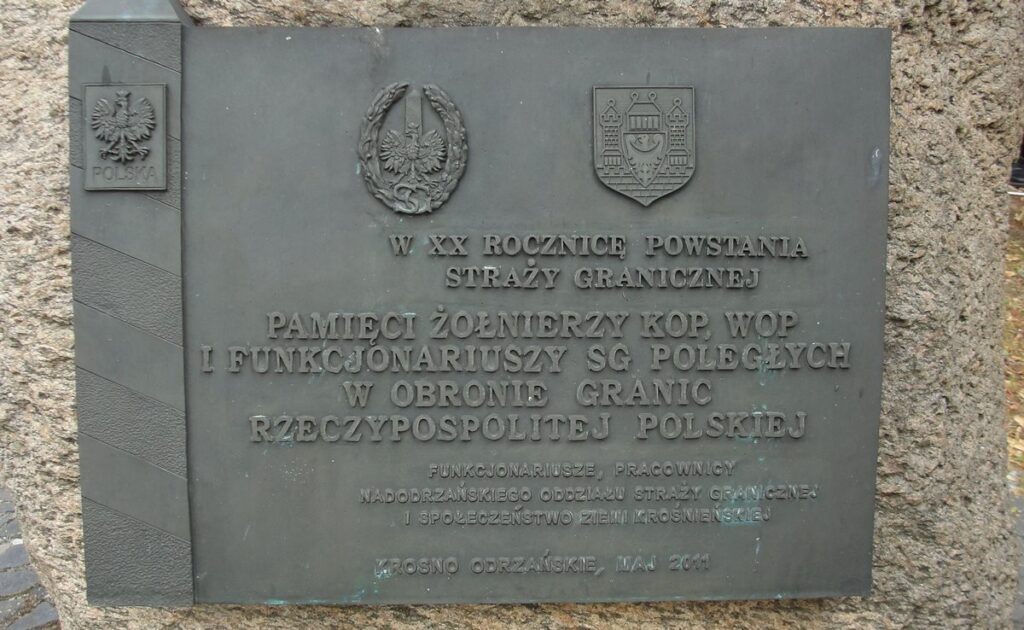 POLSKA
W XX ROCZNICĘ POWSTANIA
STRAŻY GRANICZNEJ
PAMIĘCI ŻOŁNIERZY KOP, WOP
I FUNKCJONARIUSZY SG POLEGŁYCH
W OBRONIE GRANIC
RZECZYPOSPOLITEJ POLSKIEJ
FUNKCJONARIUSZE, PRACOWNICY
NADODRZAŃSKIEGO ODDZIAŁU STRAŻY GRANICZNEJ
I SPOŁECZEŃSTWO ZIEMI KROŚNIEŃSKIEJ
KROSNO ODRZAŃSKIE, MAJ 2011